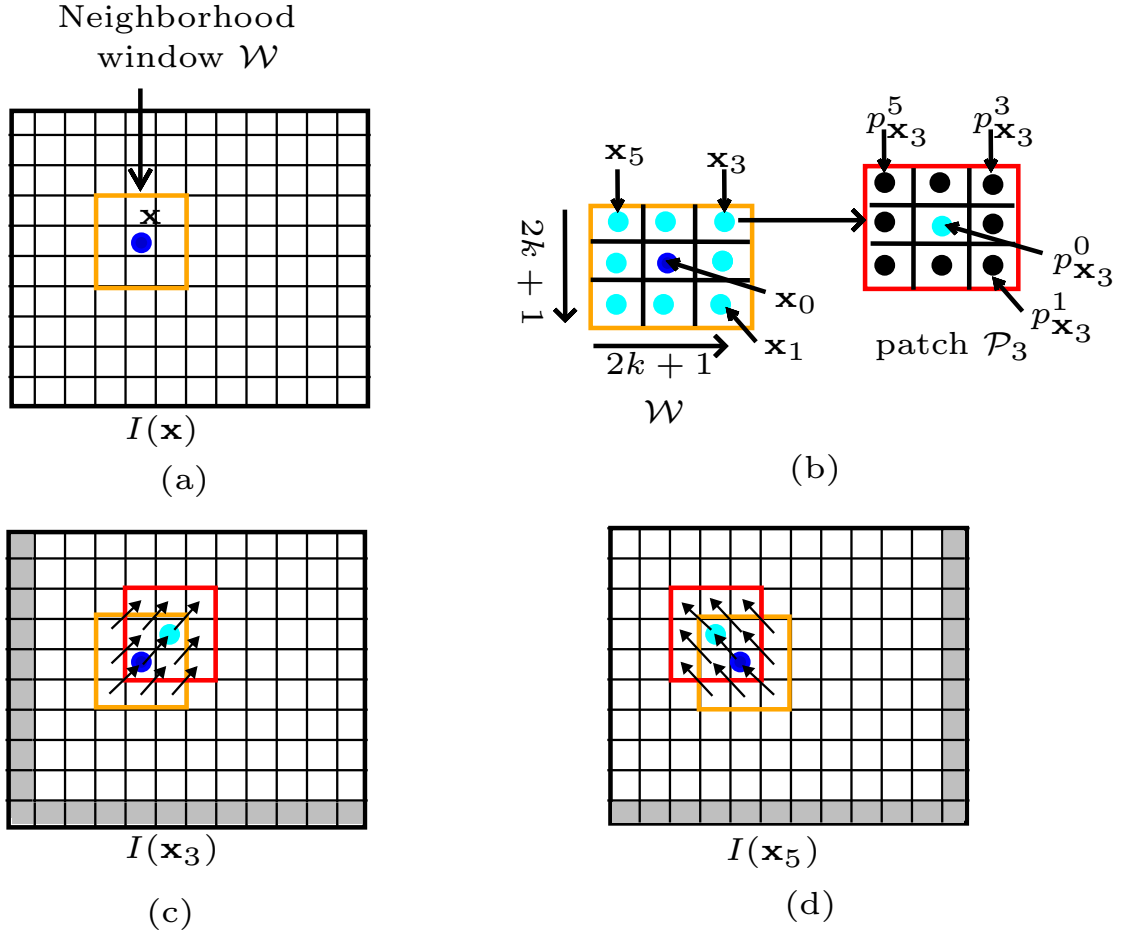 Neighborhood
window 𝒲
x
I(x)
(a)
x₅
x₃
2k + 1
x₀
x₁
2k + 1
𝒲
p⁵ₓ₃
p³ₓ₃
p⁰ₓ₃
p¹ₓ₃
patch 𝒫₃
(b)
I(x₃)
(c)
I(x₅)
(d)